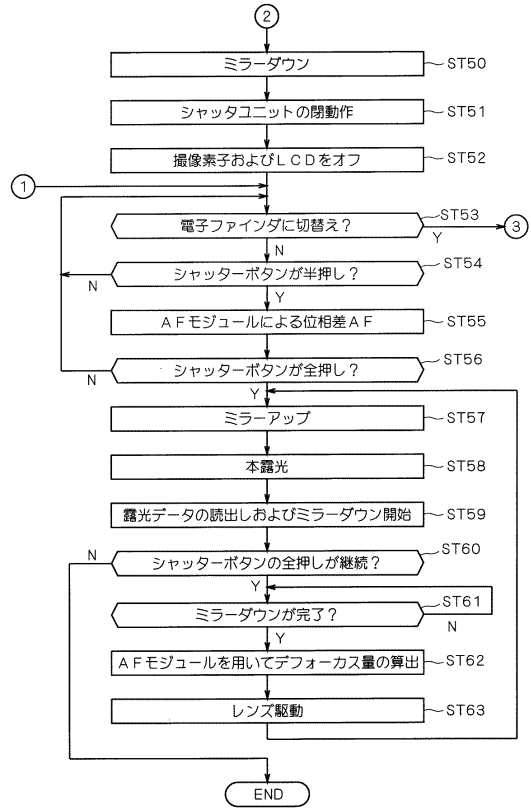 2
ミラーダウン ST50
シャッタユニットの閉動作 ST51
撮像素子およびLCDをオフ ST52
1
電子ファインダに切替え? ST53
3
Y
N
シャッターボタンが半押し? ST54
N
Y
AFモジュールによる位相差AF ST55
シャッターボタンが全押し? ST56
N
Y
ミラーアップ ST57
本露光 ST58
露光データの読出しおよびミラーダウン開始 ST59
N
シャッターボタンの全押しが継続? ST60
Y
ミラーダウンが完了? ST61
N
Y
AFモジュールを用いてデフォーカス量の算出 ST62
レンズ駆動 ST63
END